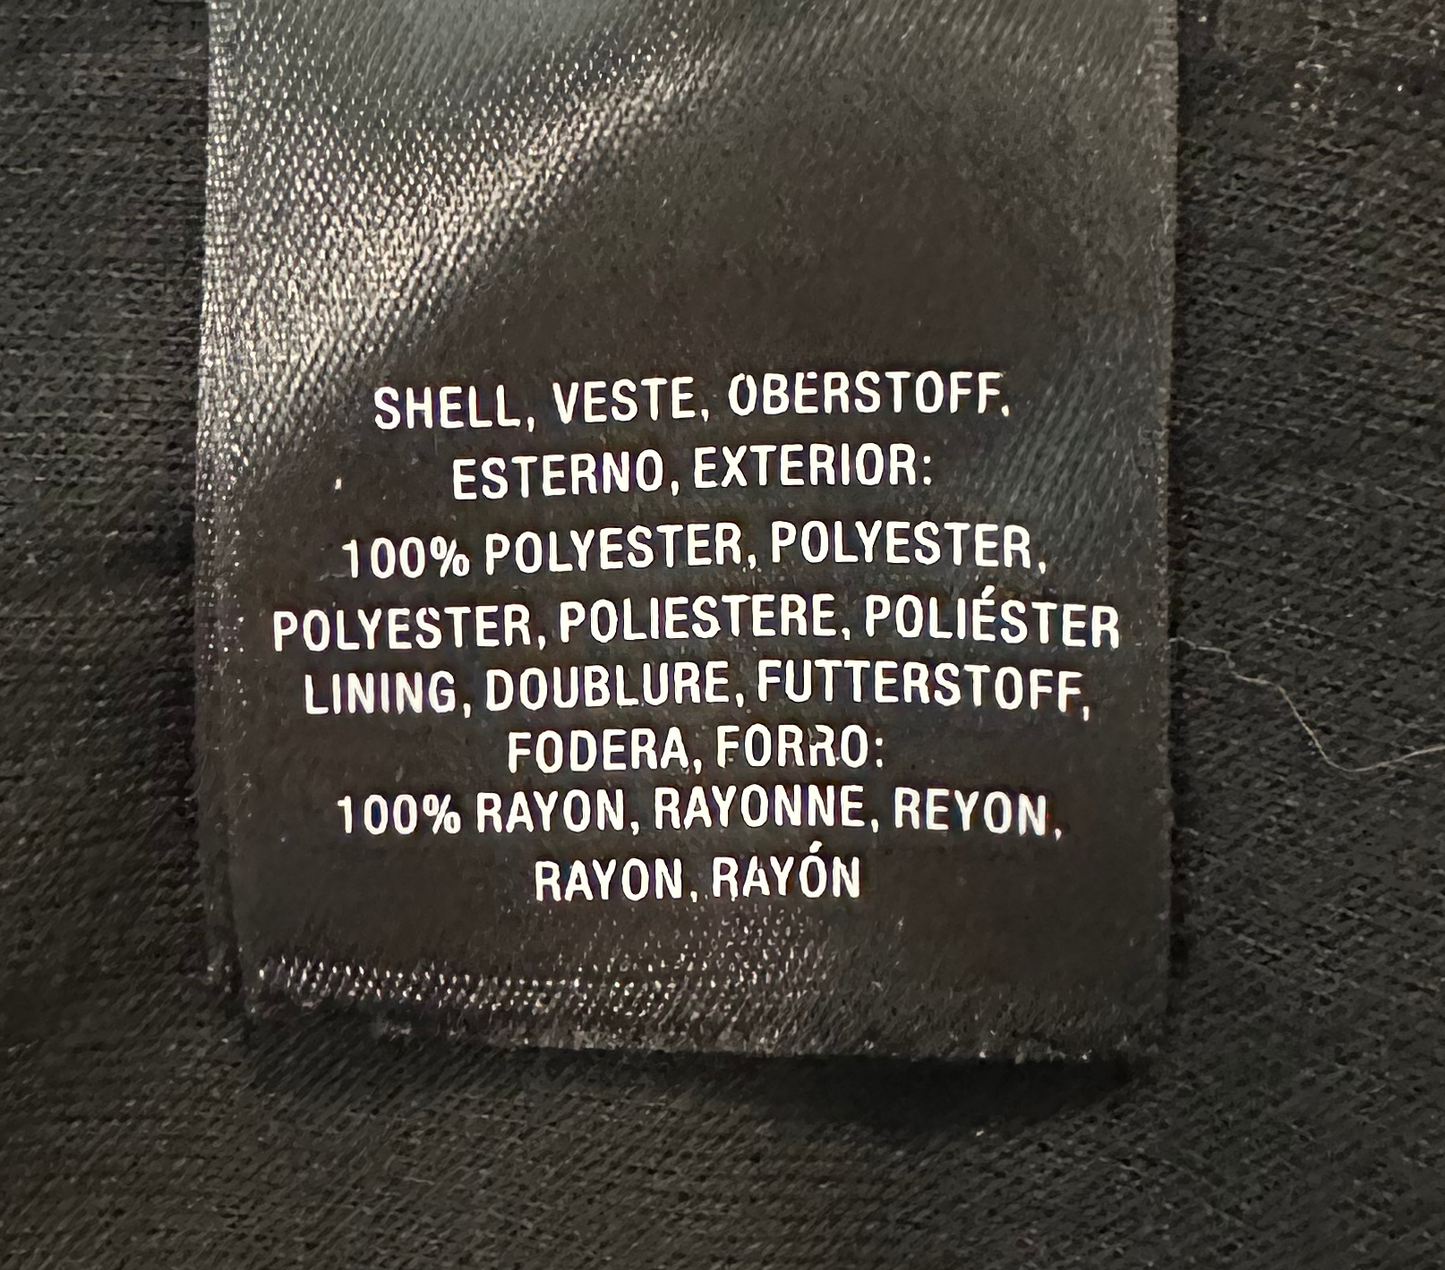 SHELL, VESTE, OBERSTOFF,
ESTERNO, EXTERIOR:
100% POLYESTER, POLYESTER,
POLYESTER, POLIESTERE, POLIÉSTER
LINING, DOUBLURE, FUTTERSTOFF,
FODERA, FORRO:
100% RAYON, RAYONNE, REYON,
RAYON, RAYÓN